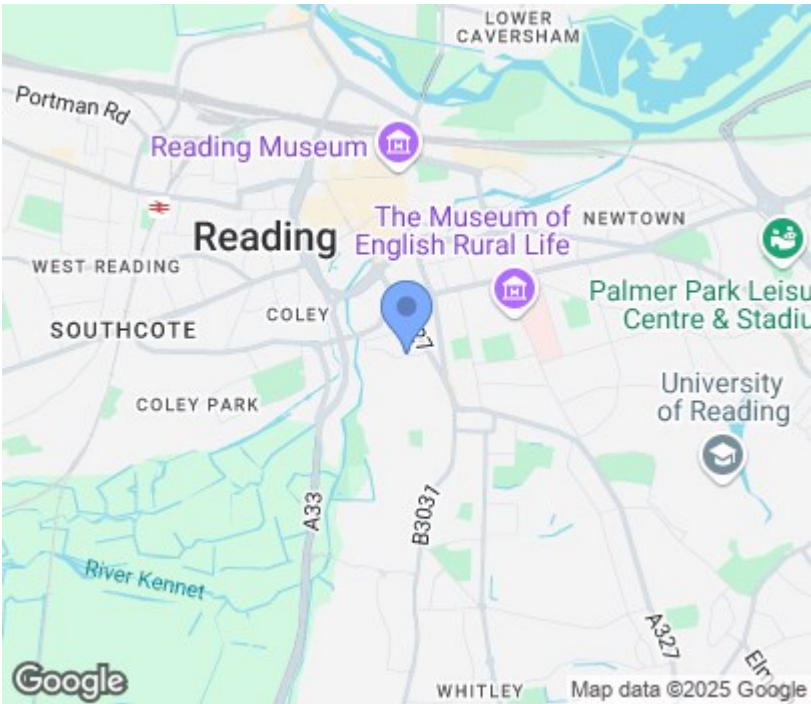 LOWER
CAVERSHAM
Portman Rd
Reading Museum
The Museum of
English Rural Life
NEWTOWN
Reading
WEST READING
Palmer Park Leisu
Centre & Stadiu
COLEY
SOUTHCOTE
27
University
of Reading
COLEY PARK
A33
B3031
River Kennet
A327
Elm
WHITLEY
Google
Map data ©2025 Google